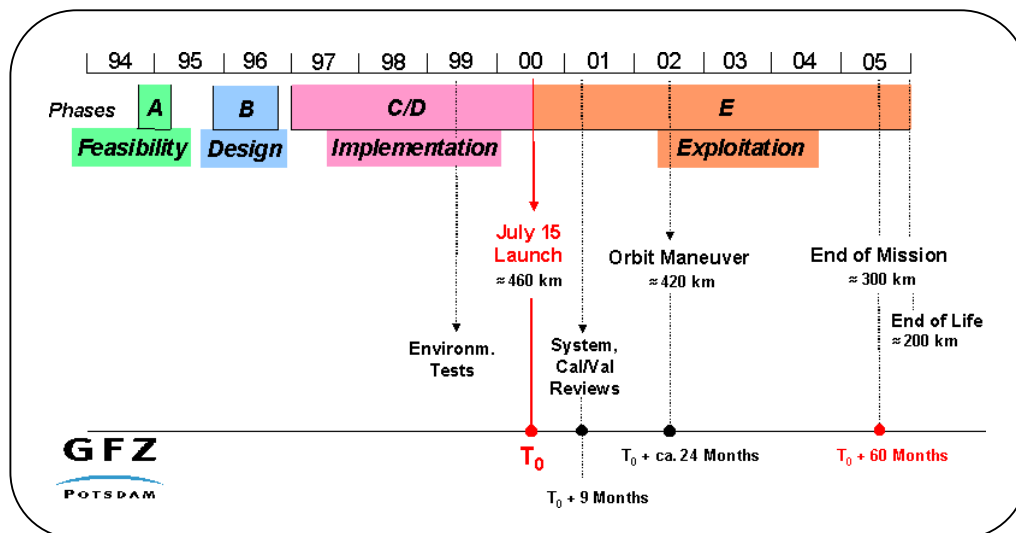 94 95 96 97 98 99 00 01 02 03 04 05
Phases A B C/D E
Feasibility Design Implementation Exploitation
July 15
Launch
≈ 460 km
Orbit Maneuver
≈ 420 km
End of Mission
≈ 300 km
End of Life
≈ 200 km
Environm.
Tests
System,
Cal/Val
Reviews
GFZ
POTSDAM
T0
T0 + 9 Months
T0 + ca. 24 Months
T0 + 60 Months